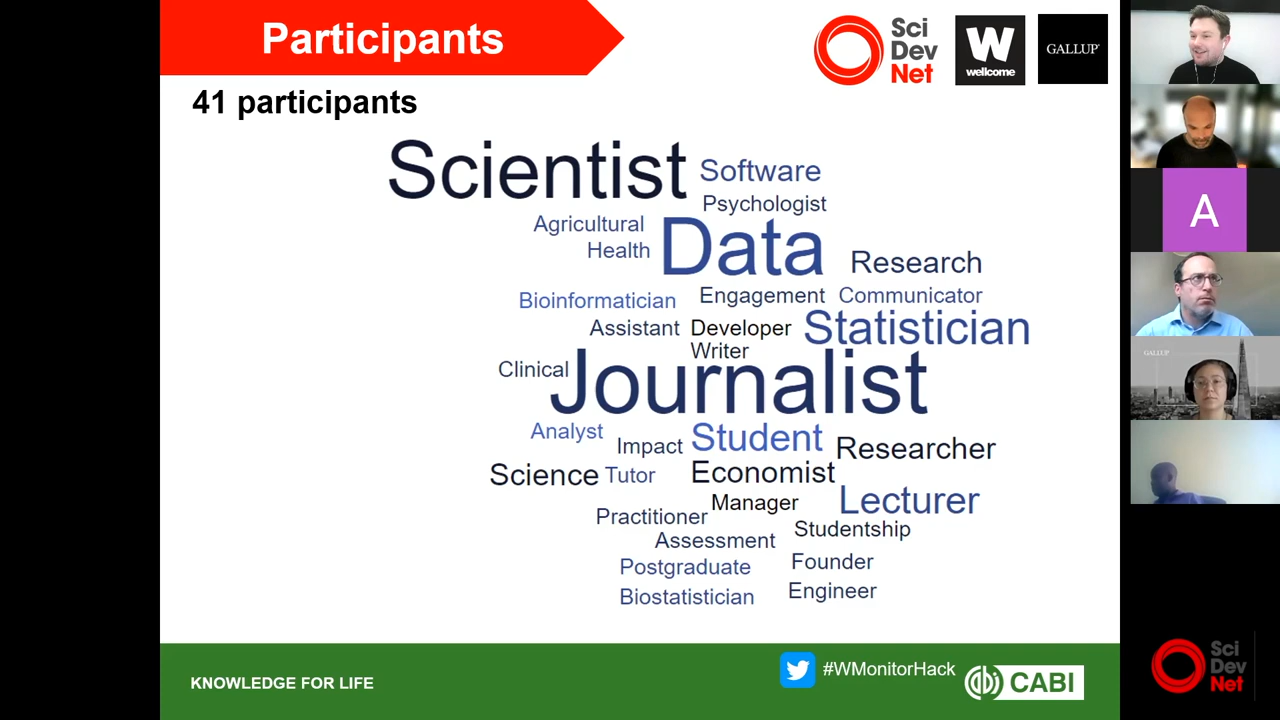 Participants
Sci
Dev
Net
W
wellcome
GALLUP
41 participants
Scientist
Software
Psychologist
Agricultural
Data
Health
Research
Bioinformatician
Engagement
Communicator
Assistant
Developer
Statistician
Writer
Clinical
Journalist
Analyst
Impact
Student
Researcher
Science
Tutor
Economist
Manager
Lecturer
Practitioner
Studentship
Assessment
Postgraduate
Founder
Biostatistician
Engineer
KNOWLEDGE FOR LIFE
#WMonitorHack
CABI
A
GALLUP
Sci
Dev
Net